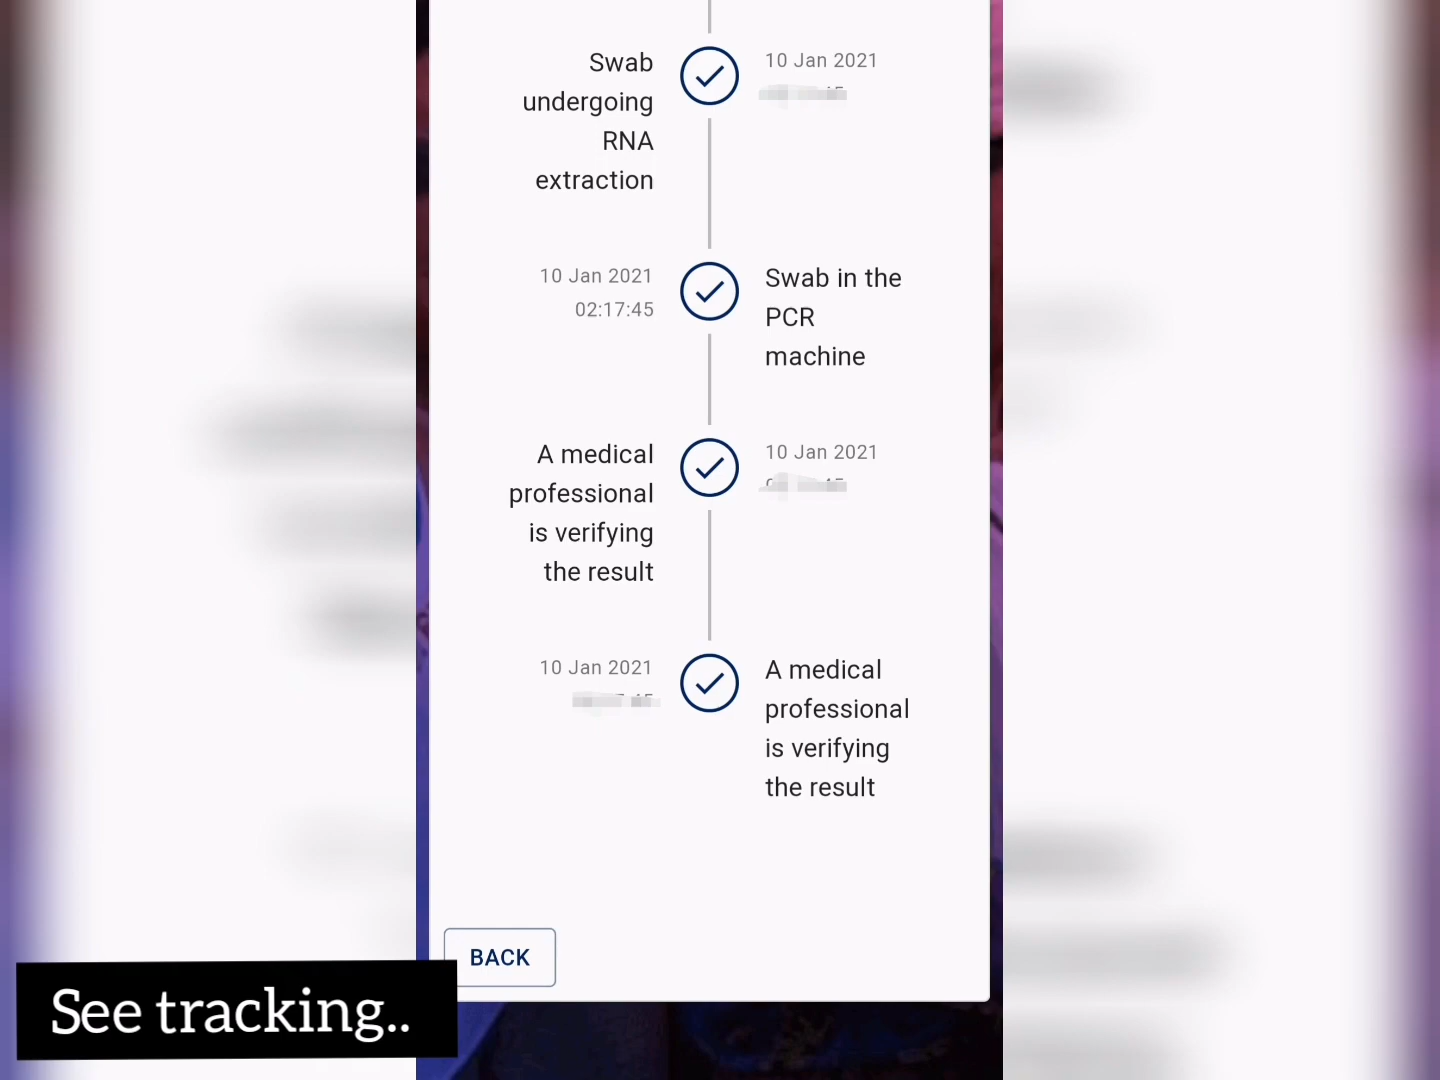 Swab
undergoing
RNA
extraction
10 Jan 2021
10 Jan 2021
02:17:45
Swab in the
PCR
machine
A medical
professional
is verifying
the result
10 Jan 2021
10 Jan 2021
A medical
professional
is verifying
the result
BACK
See tracking..